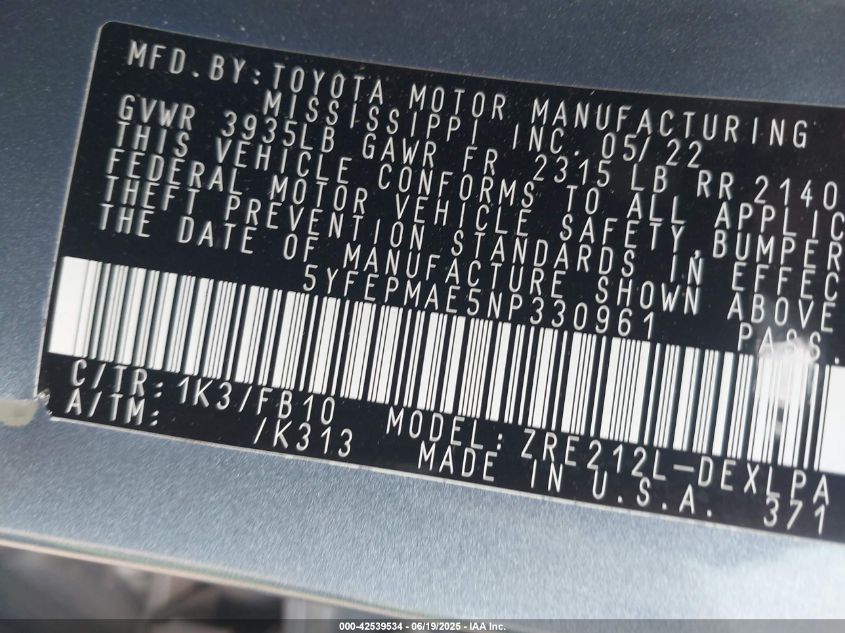 MFD.BY:TOYOTA MOTOR MANUFACTURING
MISSISSIPPI INC. 05/22
GVWR 3935LB GAWR FR 2315 LB RR 2140
THIS VEHICLE CONFORMS TO ALL APPLIC
FEDERAL MOTOR VEHICLE SAFETY,BUMPER
THEFT PREVENTION STANDARDS IN EFFEC
THE DATE OF MANUFACTURE SHOWN ABOVE
5YFEPMAE5NP330961 PASS.
C/TR: 1K3/FB10 MODEL: ZRE212L-DEXLPA
A/TM: /K313 MADE IN U.S.A. 371
000-42539534 - 06/19/2025 - IAA Inc.